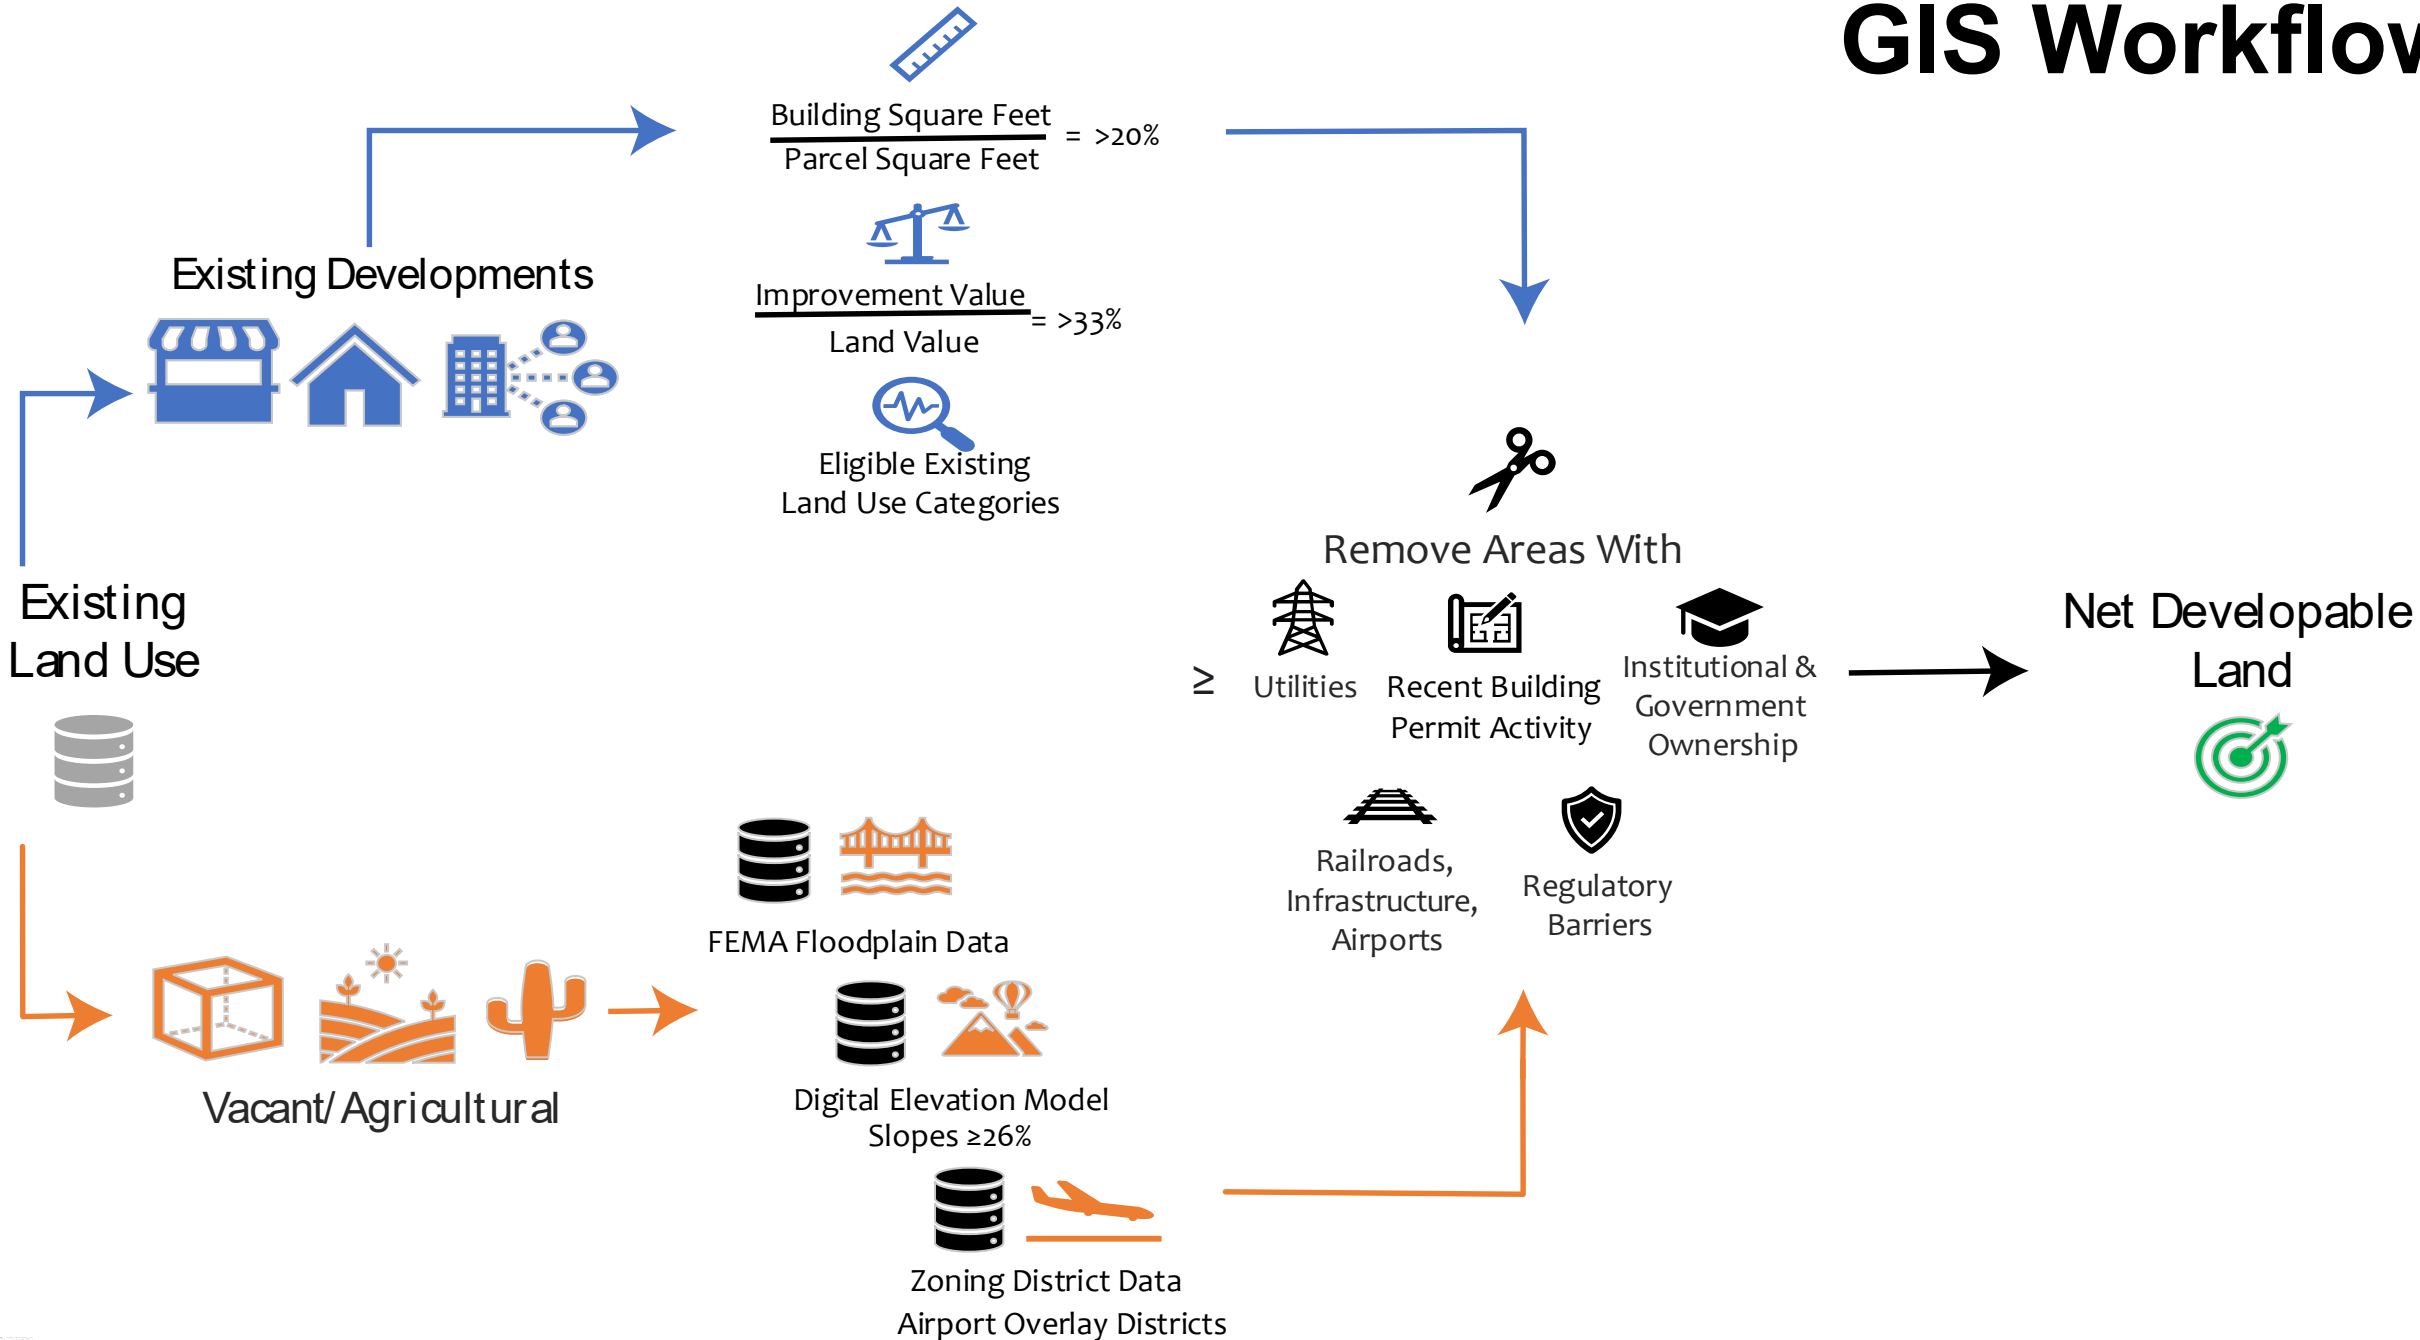 GIS Workflow
Building Square Feet
Parcel Square Feet
= >20%
Improvement Value
Land Value
= >33%
Eligible Existing
Land Use Categories
Existing Developments
Existing
Land Use
Vacant/Agricultural
FEMA Floodplain Data
Digital Elevation Model
Slopes ≥26%
Zoning District Data
Airport Overlay Districts
Remove Areas With
≥
Utilities
Recent Building
Permit Activity
Institutional &
Government
Ownership
Railroads,
Infrastructure,
Airports
Regulatory
Barriers
Net Developable
Land